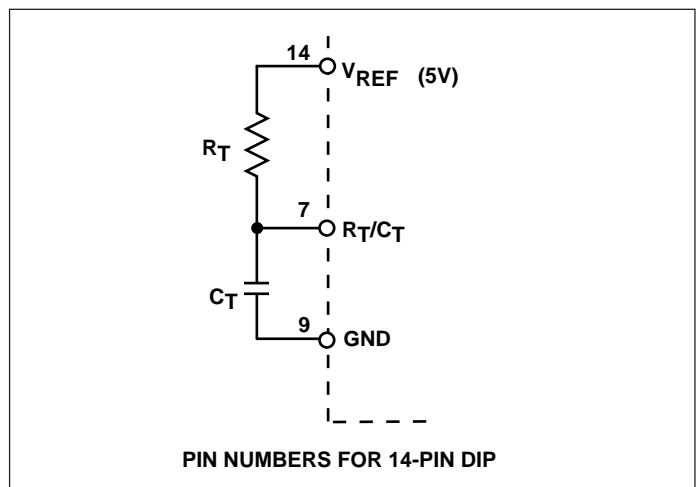 14
VREF (5V)
RT
7
RT/CT
CT
9
GND
PIN NUMBERS FOR 14-PIN DIP